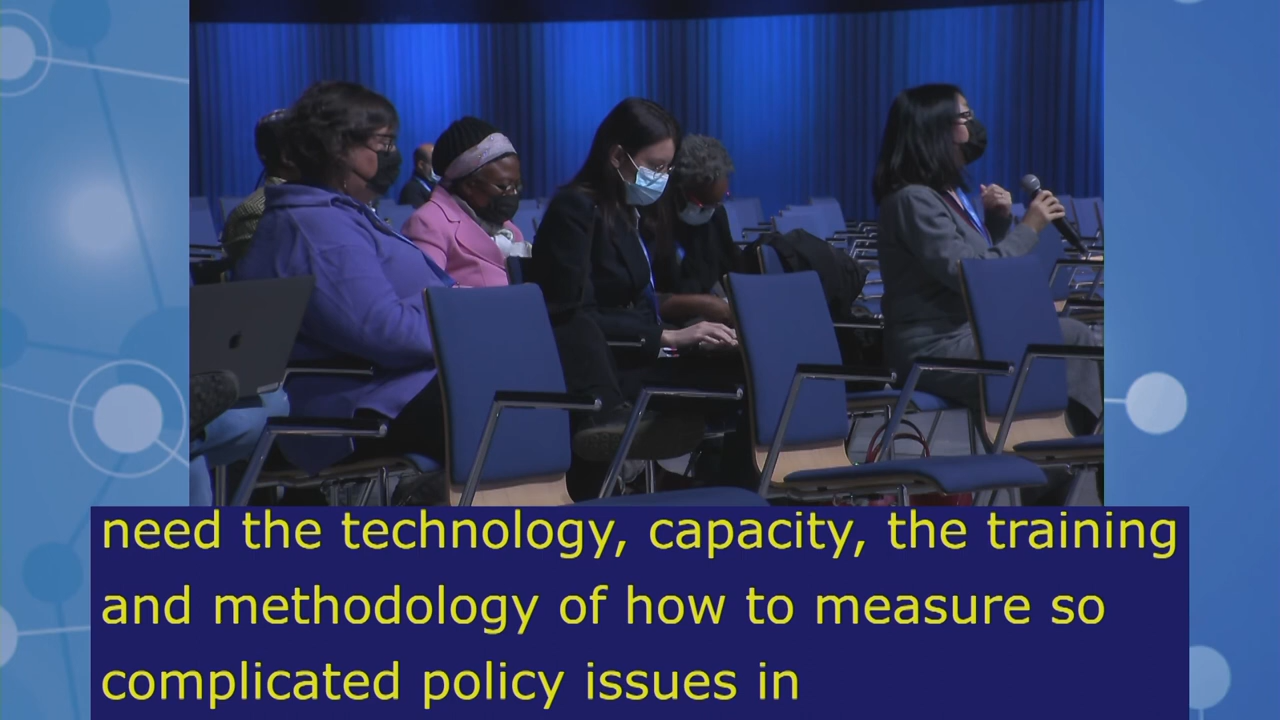 need the technology, capacity, the training
and methodology of how to measure so
complicated policy issues in